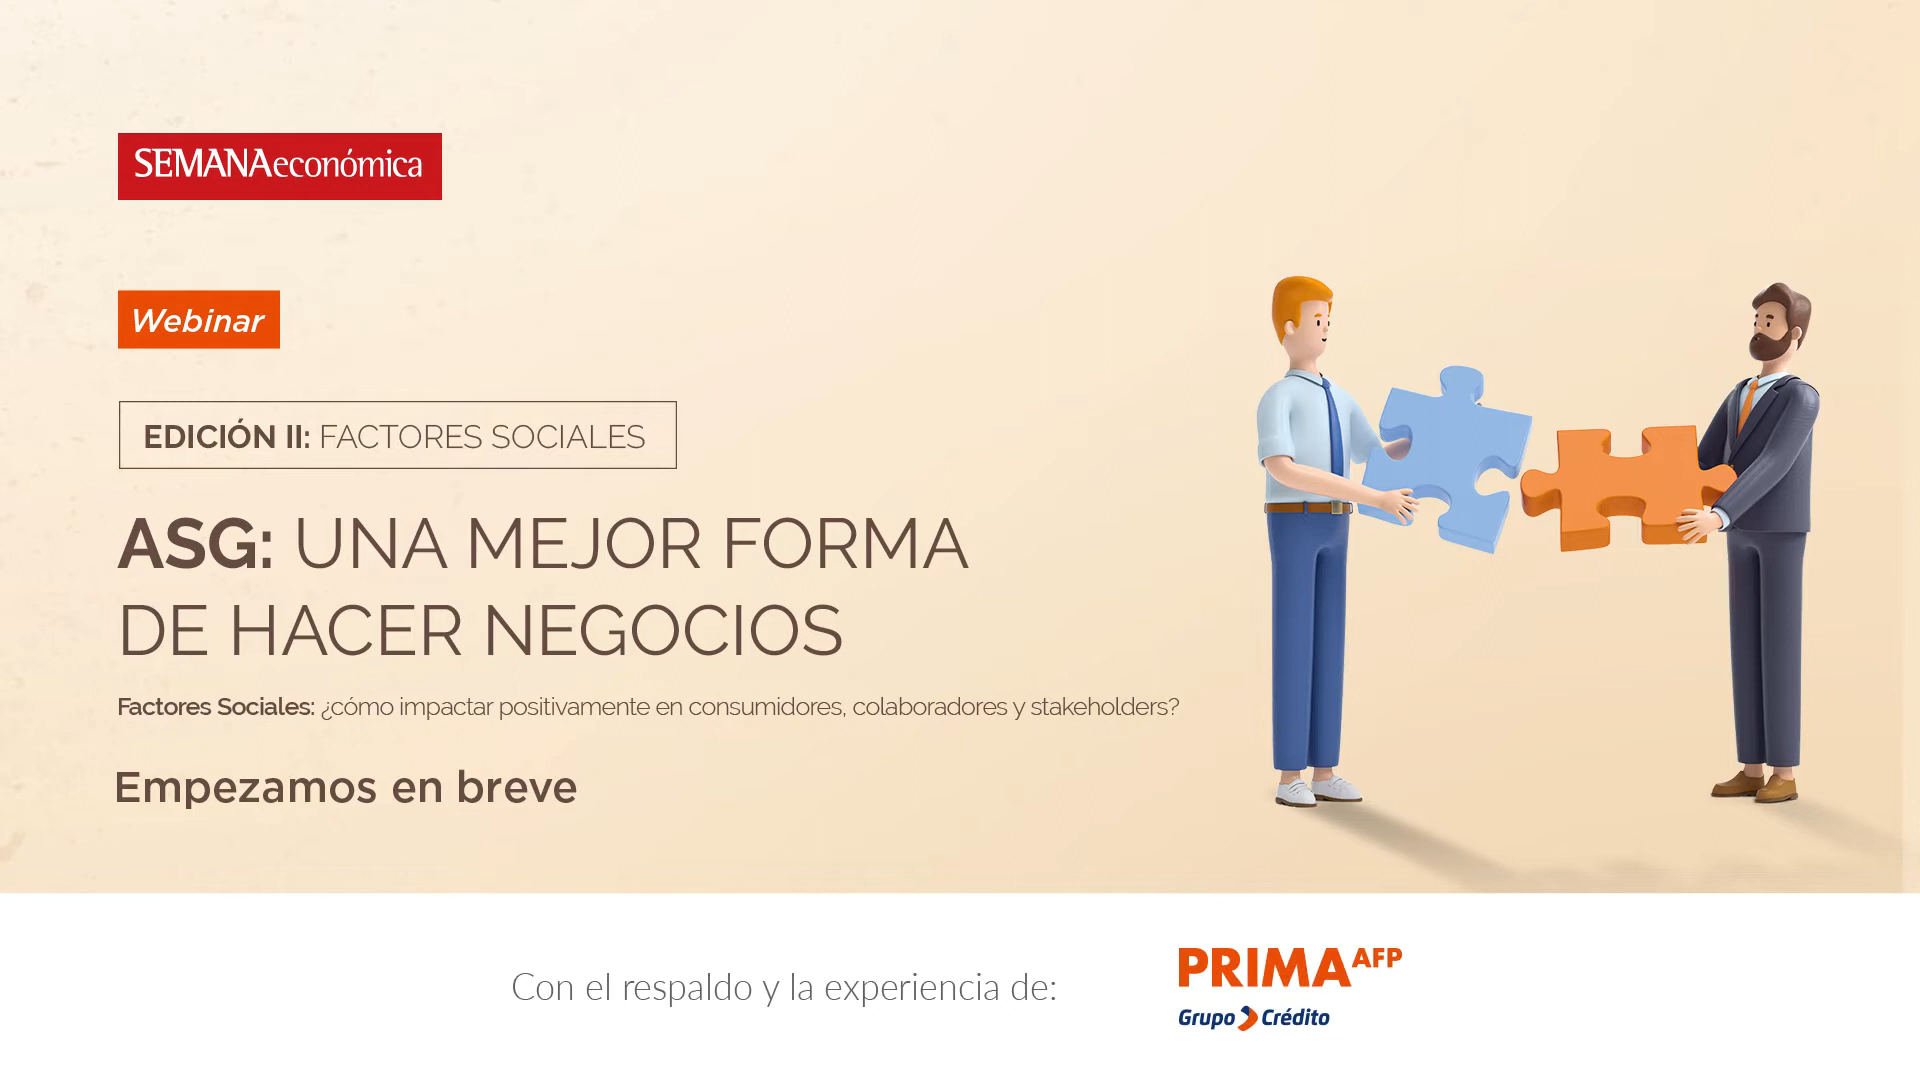 SEMANAeconómica
Webinar
EDICIÓN II: FACTORES SOCIALES
ASG: UNA MEJOR FORMA
DE HACER NEGOCIOS
Factores Sociales: ¿cómo impactar positivamente en consumidores, colaboradores y stakeholders?
Empezamos en breve
Con el respaldo y la experiencia de:
PRIMA AFP
Grupo Crédito